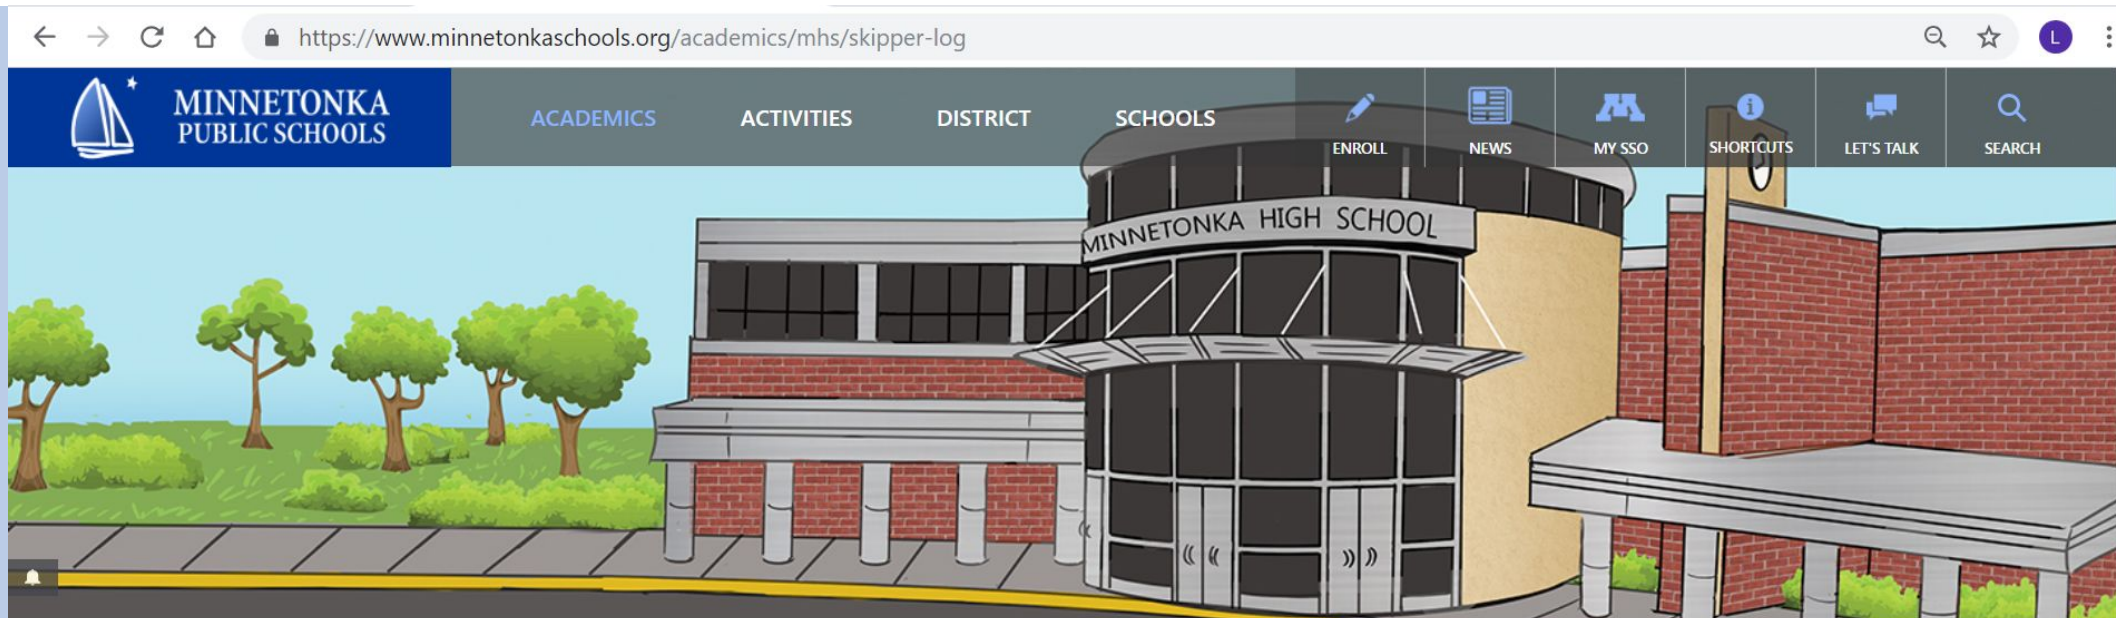 https://www.minnetonkaschools.org/academics/mhs/skipper-log
L
MINNETONKA
PUBLIC SCHOOLS
ACADEMICS
ACTIVITIES
DISTRICT
SCHOOLS
ENROLL
NEWS
MY SSO
SHORTCUTS
LET'S TALK
SEARCH
MINNETONKA HIGH SCHOOL